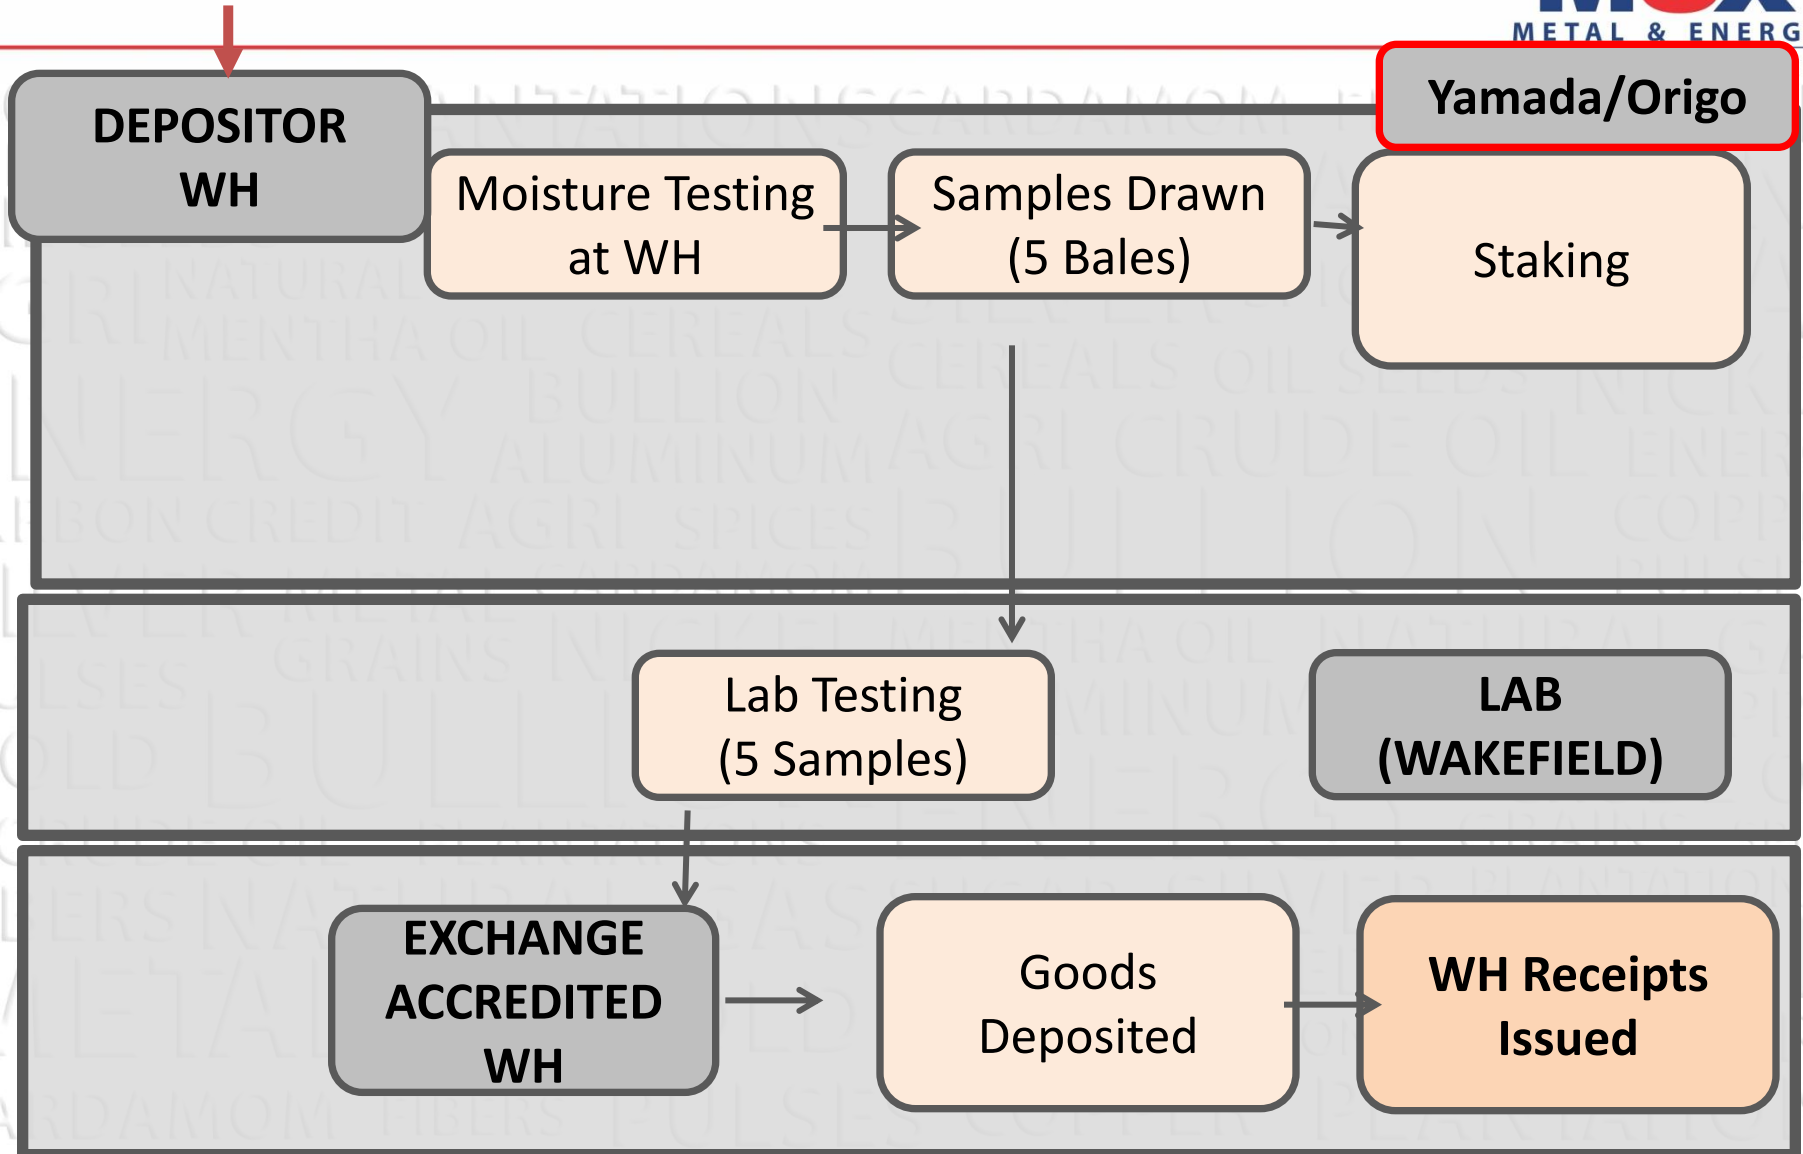 METAL & ENERG
DEPOSITOR
WH
Yamada/Origo
Moisture Testing
at WH
Samples Drawn
(5 Bales)
Staking
Lab Testing
(5 Samples)
LAB
(WAKEFIELD)
EXCHANGE
ACCREDITED
WH
Goods
Deposited
WH Receipts
Issued